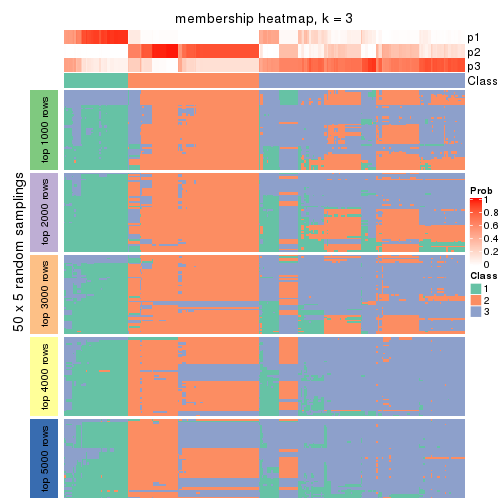 membership heatmap, k = 3
p1
p2
p3
Class
50 x 5 random samplings
top 1000 rows
top 2000 rows
top 3000 rows
top 4000 rows
top 5000 rows
Prob
1
0.8
0.6
0.4
0.2
0
Class
1
2
3